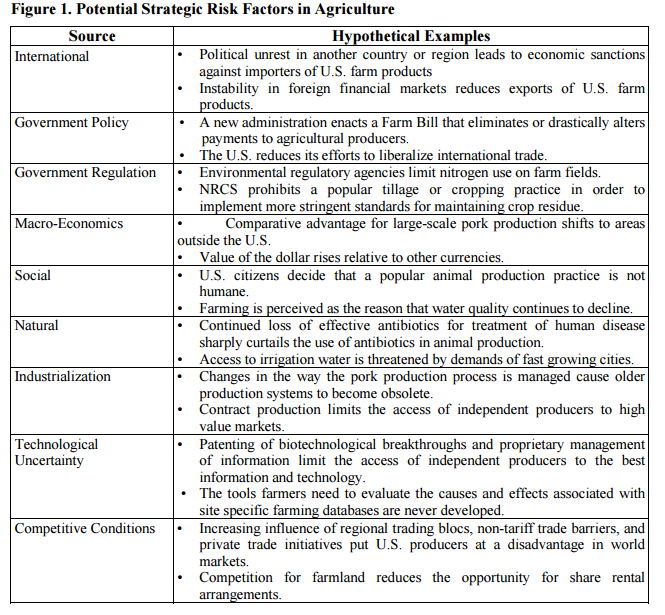 Figure 1. Potential Strategic Risk Factors in Agriculture
Source
Hypothetical Examples
International
• Political unrest in another country or region leads to economic sanctions
against importers of U.S. farm products
• Instability in foreign financial markets reduces exports of U.S. farm
products.
Government Policy
• A new administration enacts a Farm Bill that eliminates or drastically alters
payments to agricultural producers.
• The U.S. reduces its efforts to liberalize international trade.
Government Regulation
• Environmental regulatory agencies limit nitrogen use on farm fields.
• NRCS prohibits a popular tillage or cropping practice in order to
implement more stringent standards for maintaining crop residue.
Macro-Economics
• Comparative advantage for large-scale pork production shifts to areas
outside the U.S.
• Value of the dollar rises relative to other currencies.
Social
• U.S. citizens decide that a popular animal production practice is not
humane.
• Farming is perceived as the reason that water quality continues to decline.
Natural
• Continued loss of effective antibiotics for treatment of human disease
sharply curtails the use of antibiotics in animal production.
• Access to irrigation water is threatened by demands of fast growing cities.
Industrialization
• Changes in the way the pork production process is managed cause older
production systems to become obsolete.
• Contract production limits the access of independent producers to high
value markets.
Technological
Uncertainty
• Patenting of biotechnological breakthroughs and proprietary management
of information limit the access of independent producers to the best
information and technology.
• The tools farmers need to evaluate the causes and effects associated with
site specific farming databases are never developed.
Competitive Conditions
• Increasing influence of regional trading blocs, non-tariff trade barriers, and
private trade initiatives put U.S. producers at a disadvantage in world
markets.
• Competition for farmland reduces the opportunity for share rental
arrangements.